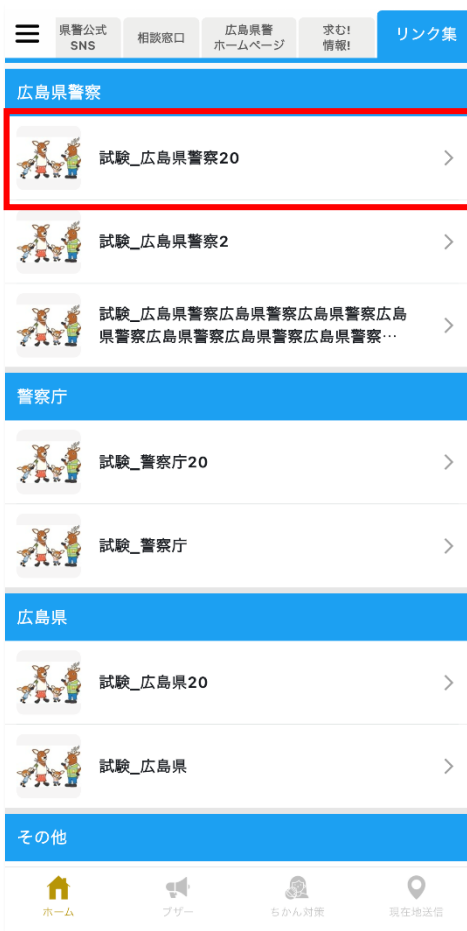 県警公式
SNS
相談窓口
広島県警
ホームページ
求む!
情報!
リンク集
広島県警察
試験_広島県警察20
試験_広島県警察2
試験_広島県警察広島県警察広島県警察広島
県警察広島県警察広島県警察広島県警察…
警察庁
試験_警察庁20
試験_警察庁
広島県
試験_広島県20
試験_広島県
その他
ホーム
ブザー
ちかん対策
現在地送信